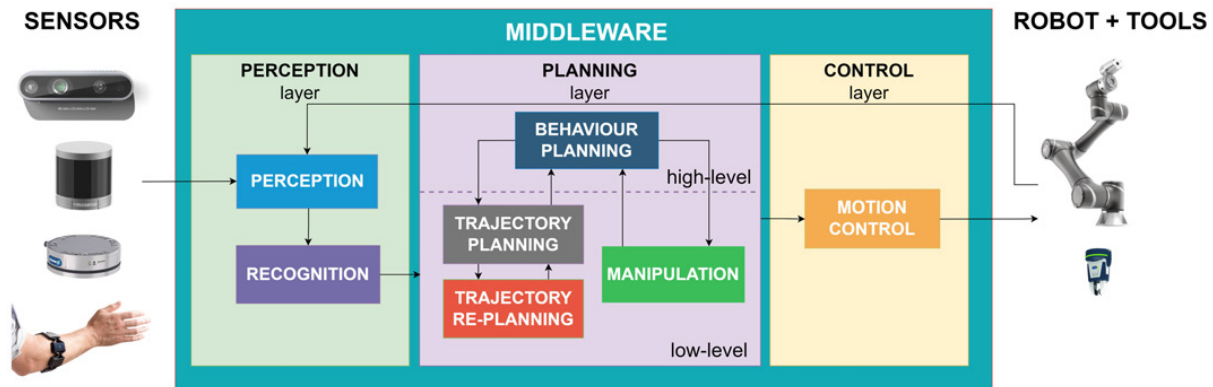 SENSORS
MIDDLEWARE
ROBOT + TOOLS
PERCEPTION
layer
PLANNING
layer
CONTROL
layer
BEHAVIOUR
PLANNING
high-level
PERCEPTION
TRAJECTORY
PLANNING
MOTION
CONTROL
RECOGNITION
MANIPULATION
TRAJECTORY
RE-PLANNING
low-level